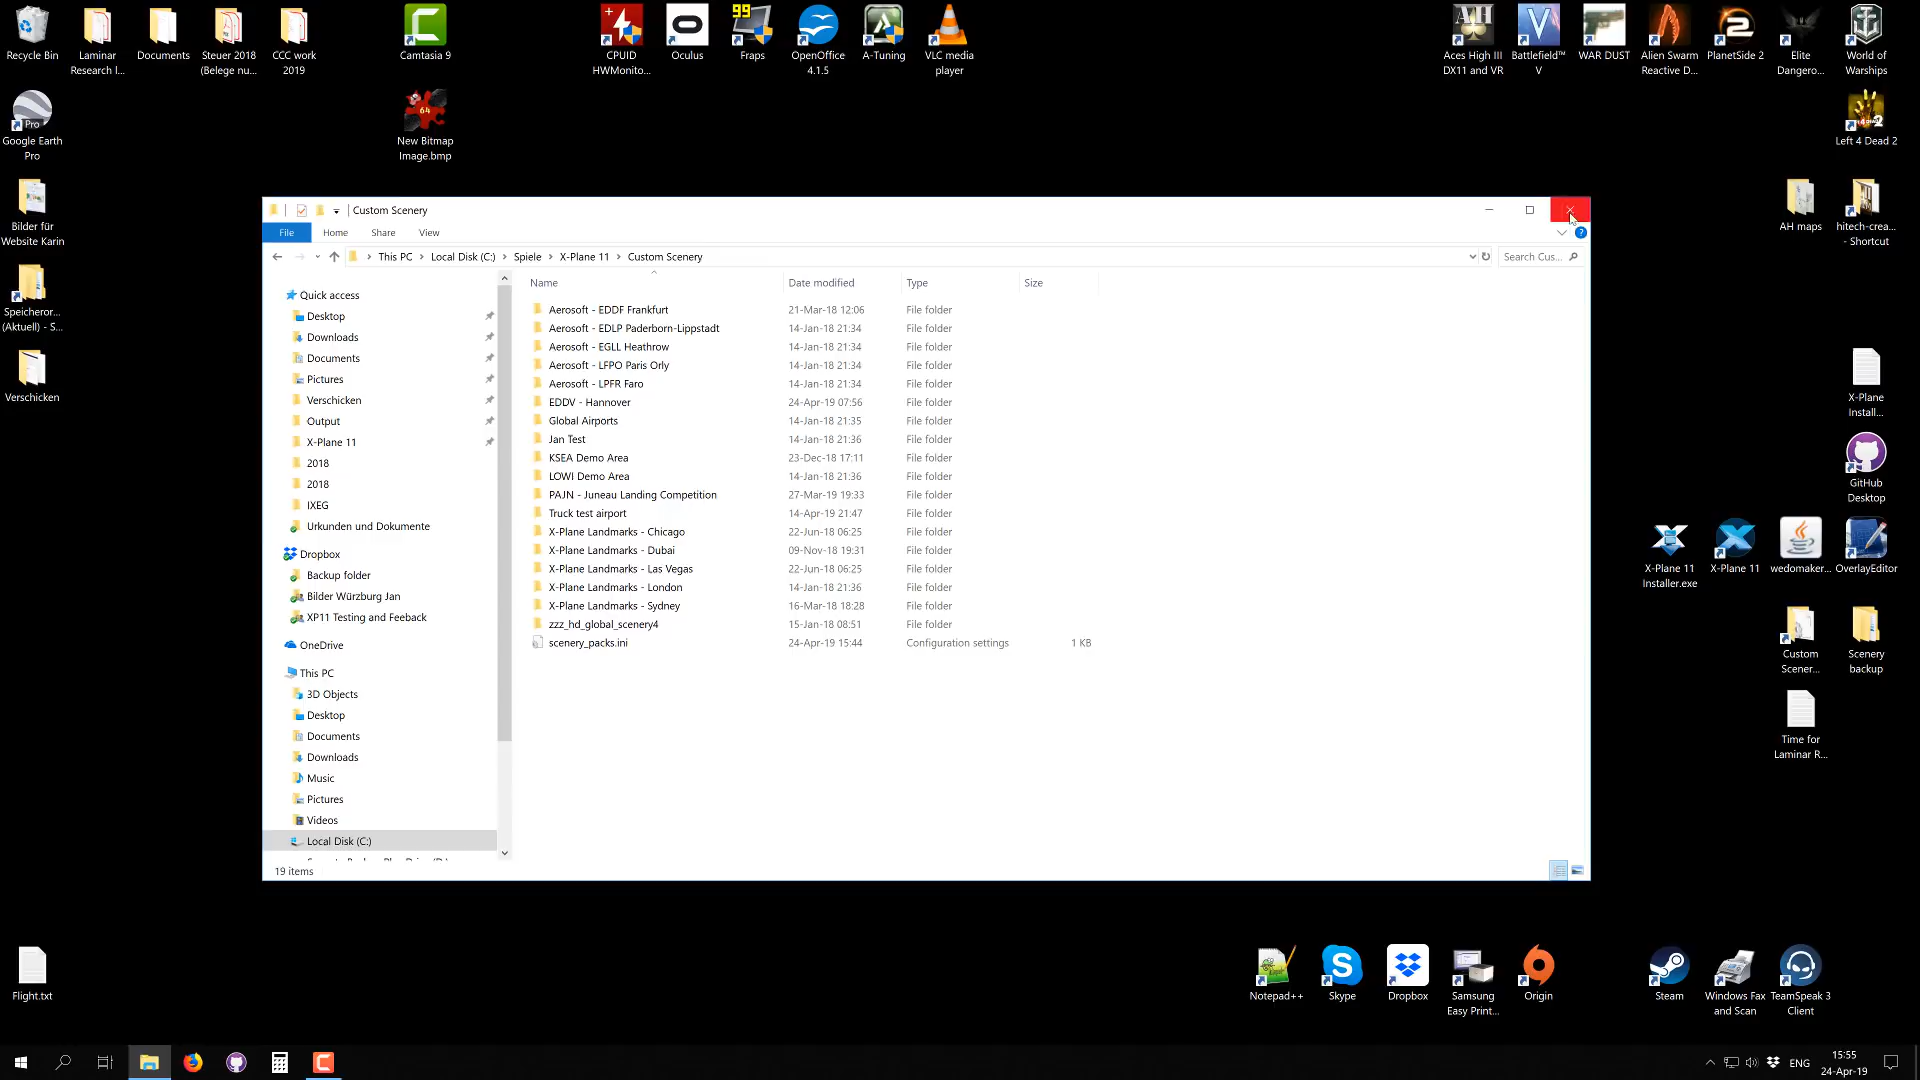 Recycle Bin
Laminar
Research l...
Documents
Steuer 2018
(Belege nu...
CCC work
2019
Camtasia 9
CPUID
HWMonito...
Oculus
99
Fraps
OpenOffice
4.1.5
A-Tuning
VLC media
player
AH
Aces High III
DX11 and VR
Battlefield™
V
WAR DUST
Alien Swarm
Reactive D...
PlanetSide 2
Elite
Dangero...
World of
Warships
Pro
Google Earth
Pro
64
New Bitmap
Image.bmp
Left 4 Dead 2
Bilder für
Website Karin
AH maps
hitech-crea...
- Shortcut
Speicheror...
(Aktuell) - S...
Verschicken
X-Plane
Install...
GitHub
Desktop
X-Plane 11
Installer.exe
X-Plane 11
wedomaker...
OverlayEditor
Custom
Scener...
Scenery
backup
Time for
Laminar R...
Custom Scenery
File
Home
Share
View
This PC
Local Disk (C:)
Spiele
X-Plane 11
Custom Scenery
Search Cus...
Quick access
Desktop
Downloads
Documents
Pictures
Verschicken
Output
X-Plane 11
2018
2018
IXEG
Urkunden und Dokumente
Dropbox
Backup folder
Bilder Würzburg Jan
XP11 Testing and Feeback
OneDrive
This PC
3D Objects
Desktop
Documents
Downloads
Music
Pictures
Videos
Local Disk (C:)
Name Date modified Type Size
Aerosoft - EDDF Frankfurt 21-Mar-18 12:06 File folder
Aerosoft - EDLP Paderborn-Lippstadt 14-Jan-18 21:34 File folder
Aerosoft - EGLL Heathrow 14-Jan-18 21:34 File folder
Aerosoft - LFPO Paris Orly 14-Jan-18 21:34 File folder
Aerosoft - LPFR Faro 14-Jan-18 21:34 File folder
EDDV - Hannover 24-Apr-19 07:56 File folder
Global Airports 14-Jan-18 21:35 File folder
Jan Test 14-Jan-18 21:36 File folder
KSEA Demo Area 23-Dec-18 17:11 File folder
LOWI Demo Area 14-Jan-18 21:36 File folder
PAJN - Juneau Landing Competition 27-Mar-19 19:33 File folder
Truck test airport 14-Apr-19 21:47 File folder
X-Plane Landmarks - Chicago 22-Jun-18 06:25 File folder
X-Plane Landmarks - Dubai 09-Nov-18 19:31 File folder
X-Plane Landmarks - Las Vegas 22-Jun-18 06:25 File folder
X-Plane Landmarks - London 14-Jan-18 21:36 File folder
X-Plane Landmarks - Sydney 16-Mar-18 18:28 File folder
zzz_hd_global_scenery4 15-Jan-18 08:51 File folder
scenery_packs.ini 24-Apr-19 15:44 Configuration settings 1 KB
19 items
Flight.txt
Notepad++
Skype
Dropbox
Samsung
Easy Print...
Origin
Steam
Windows Fax
and Scan
TeamSpeak 3
Client
ENG
15:55
24-Apr-19